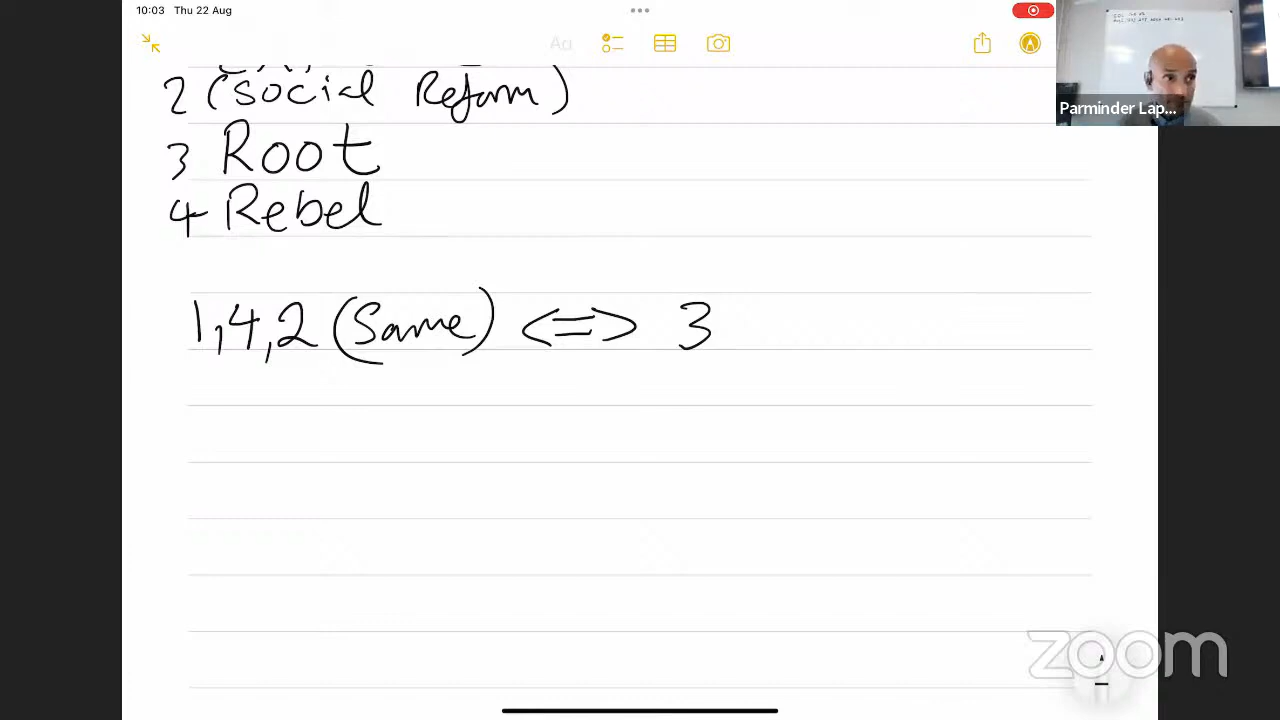 10:03 Thu 22 Aug
Aa
Parminder Lap...
2 (Social Reform)
3 Root
4 Rebel
1,4,2 (Same) <=> 3
zoom